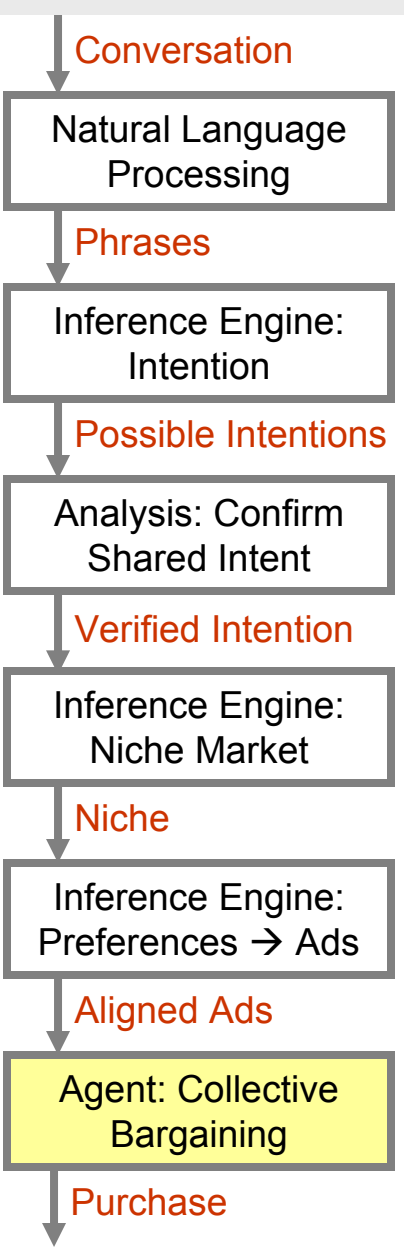 Conversation
Natural Language
Processing
Phrases
Inference Engine:
Intention
Possible Intentions
Analysis: Confirm
Shared Intent
Verified Intention
Inference Engine:
Niche Market
Niche
Inference Engine:
Preferences → Ads
Aligned Ads
Agent: Collective
Bargaining
Purchase